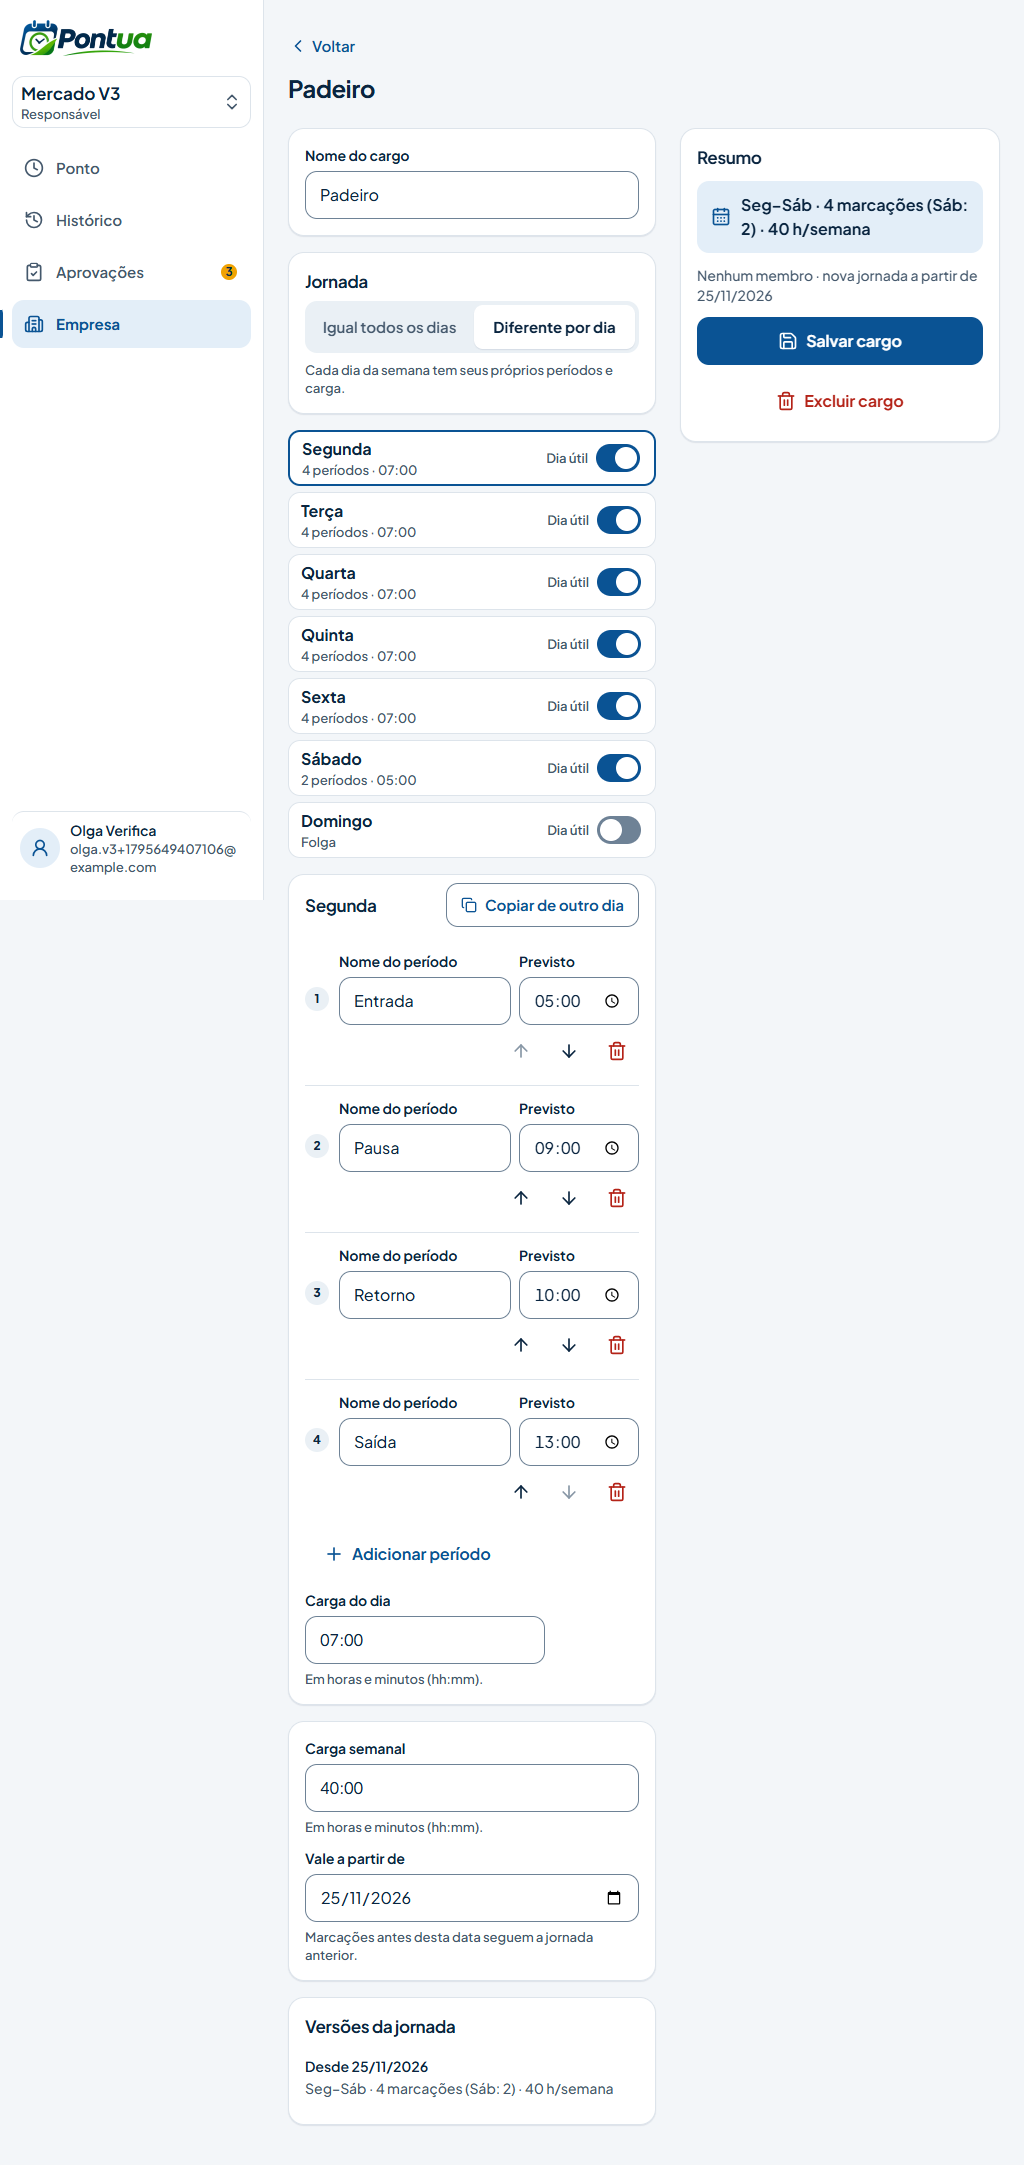 Pontua
Mercado V3
Responsável
Ponto
Histórico
Aprovações
3
Empresa
Olga Verifica
olga.v3+1795649407106@
example.com
Voltar
Padeiro
Nome do cargo
Padeiro
Jornada
Igual todos os dias
Diferente por dia
Cada dia da semana tem seus próprios períodos e
carga.
Segunda
4 períodos · 07:00
Dia útil
Terça
4 períodos · 07:00
Dia útil
Quarta
4 períodos · 07:00
Dia útil
Quinta
4 períodos · 07:00
Dia útil
Sexta
4 períodos · 07:00
Dia útil
Sábado
2 períodos · 05:00
Dia útil
Domingo
Folga
Dia útil
Segunda
Copiar de outro dia
Nome do período
Previsto
1
Entrada
05:00
Nome do período
Previsto
2
Pausa
09:00
Nome do período
Previsto
3
Retorno
10:00
Nome do período
Previsto
4
Saída
13:00
Adicionar período
Carga do dia
07:00
Em horas e minutos (hh:mm).
Carga semanal
40:00
Em horas e minutos (hh:mm).
Vale a partir de
25/11/2026
Marcações antes desta data seguem a jornada
anterior.
Versões da jornada
Desde 25/11/2026
Seg–Sáb · 4 marcações (Sáb: 2) · 40 h/semana
Resumo
Seg–Sáb · 4 marcações (Sáb:
2) · 40 h/semana
Nenhum membro · nova jornada a partir de
25/11/2026
Salvar cargo
Excluir cargo